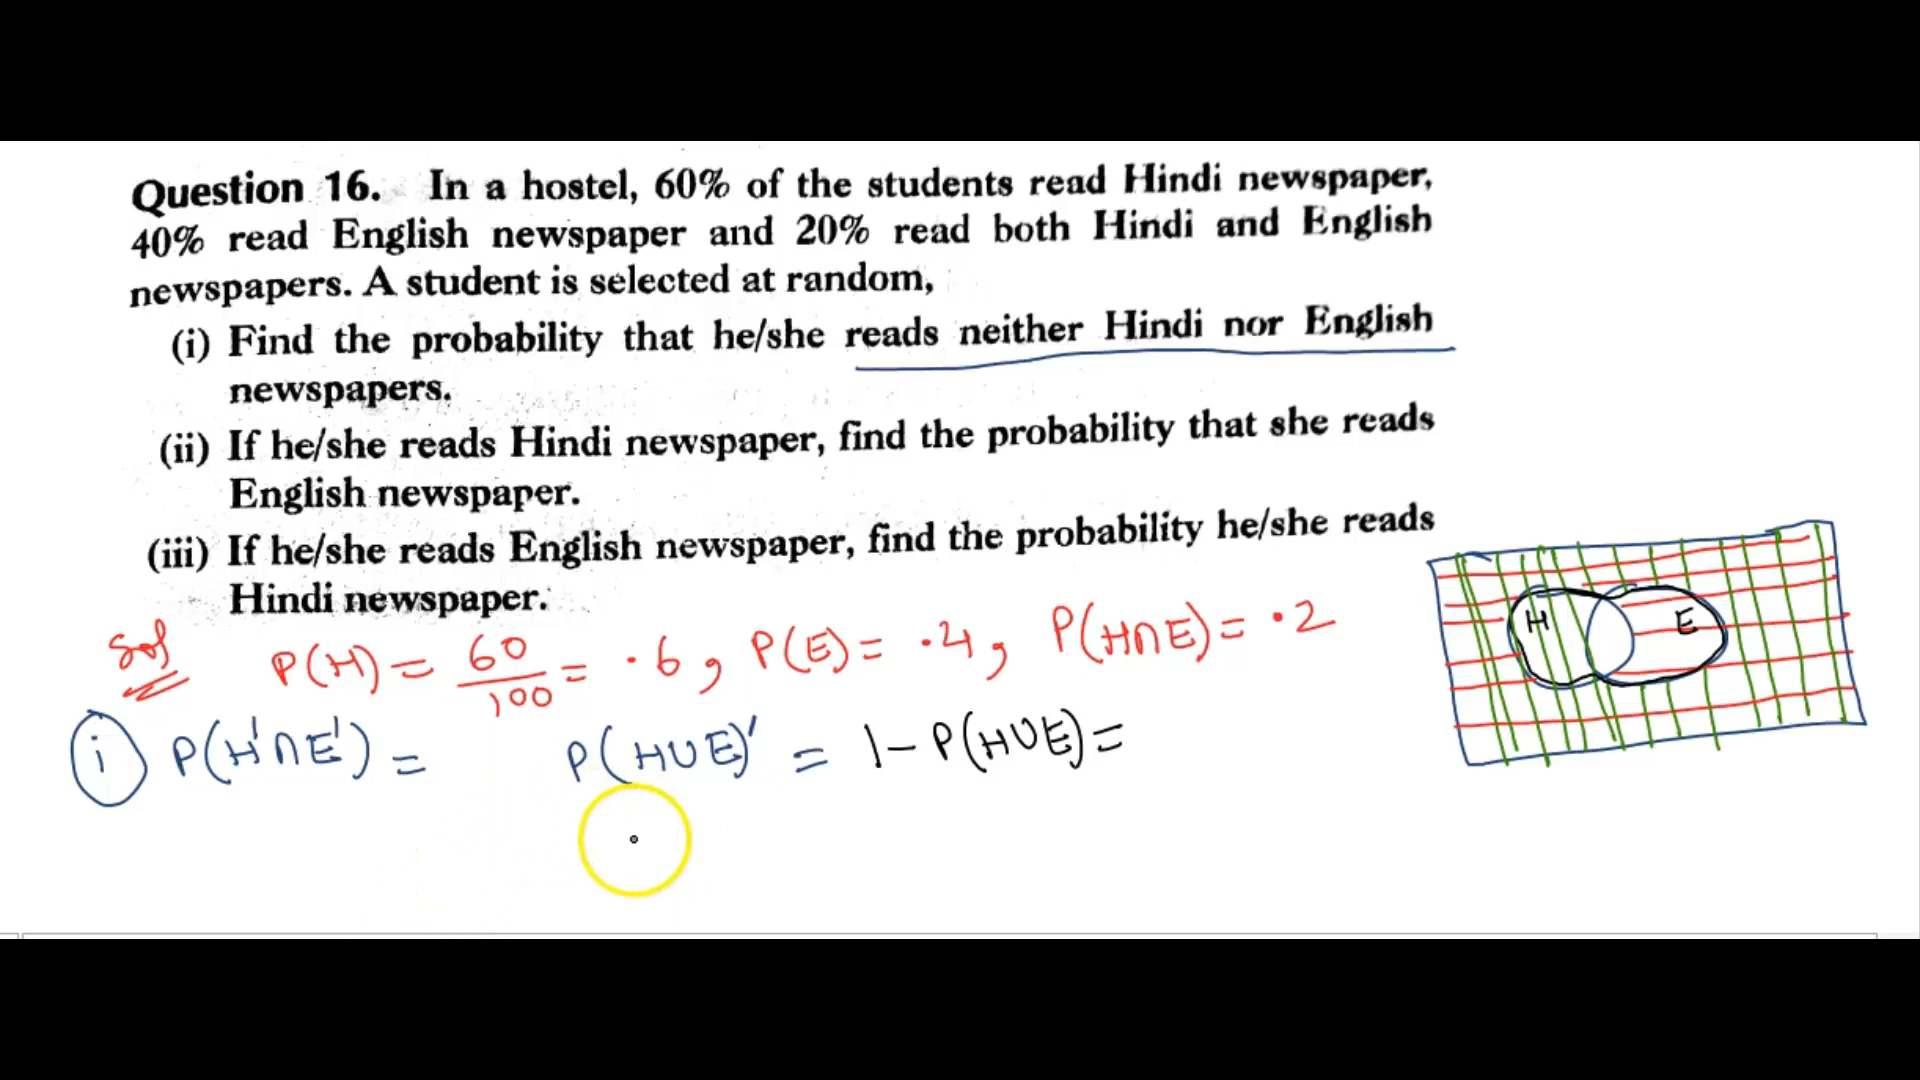 Question 16. In a hostel, 60% of the students read Hindi newspaper,
40% read English newspaper and 20% read both Hindi and English
newspapers. A student is selected at random,
(i) Find the probability that he/she reads neither Hindi nor English
newspapers.
(ii) If he/she reads Hindi newspaper, find the probability that she reads
English newspaper.
(iii) If he/she reads English newspaper, find the probability he/she reads
Hindi newspaper.
Sol P(H) = 60/100 = .6, P(E) = .4, P(H∩E) = .2
H E
i P(H'∩E') = P(H∪E)' = 1-P(H∪E) =